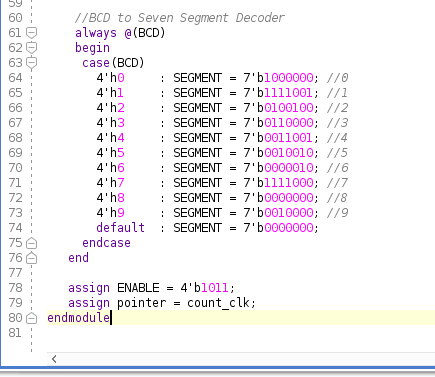 59
60 //BCD to Seven Segment Decoder
61 always @(BCD)
62 begin
63 case(BCD)
64 4'h0 : SEGMENT = 7'b1000000; //0
65 4'h1 : SEGMENT = 7'b1111001; //1
66 4'h2 : SEGMENT = 7'b0100100; //2
67 4'h3 : SEGMENT = 7'b0110000; //3
68 4'h4 : SEGMENT = 7'b0011001; //4
69 4'h5 : SEGMENT = 7'b0010010; //5
70 4'h6 : SEGMENT = 7'b0000010; //6
71 4'h7 : SEGMENT = 7'b1111000; //7
72 4'h8 : SEGMENT = 7'b0000000; //8
73 4'h9 : SEGMENT = 7'b0010000; //9
74 default : SEGMENT = 7'b0000000;
75 endcase
76 end
77
78 assign ENABLE = 4'b1011;
79 assign pointer = count_clk;
80 endmodule
81